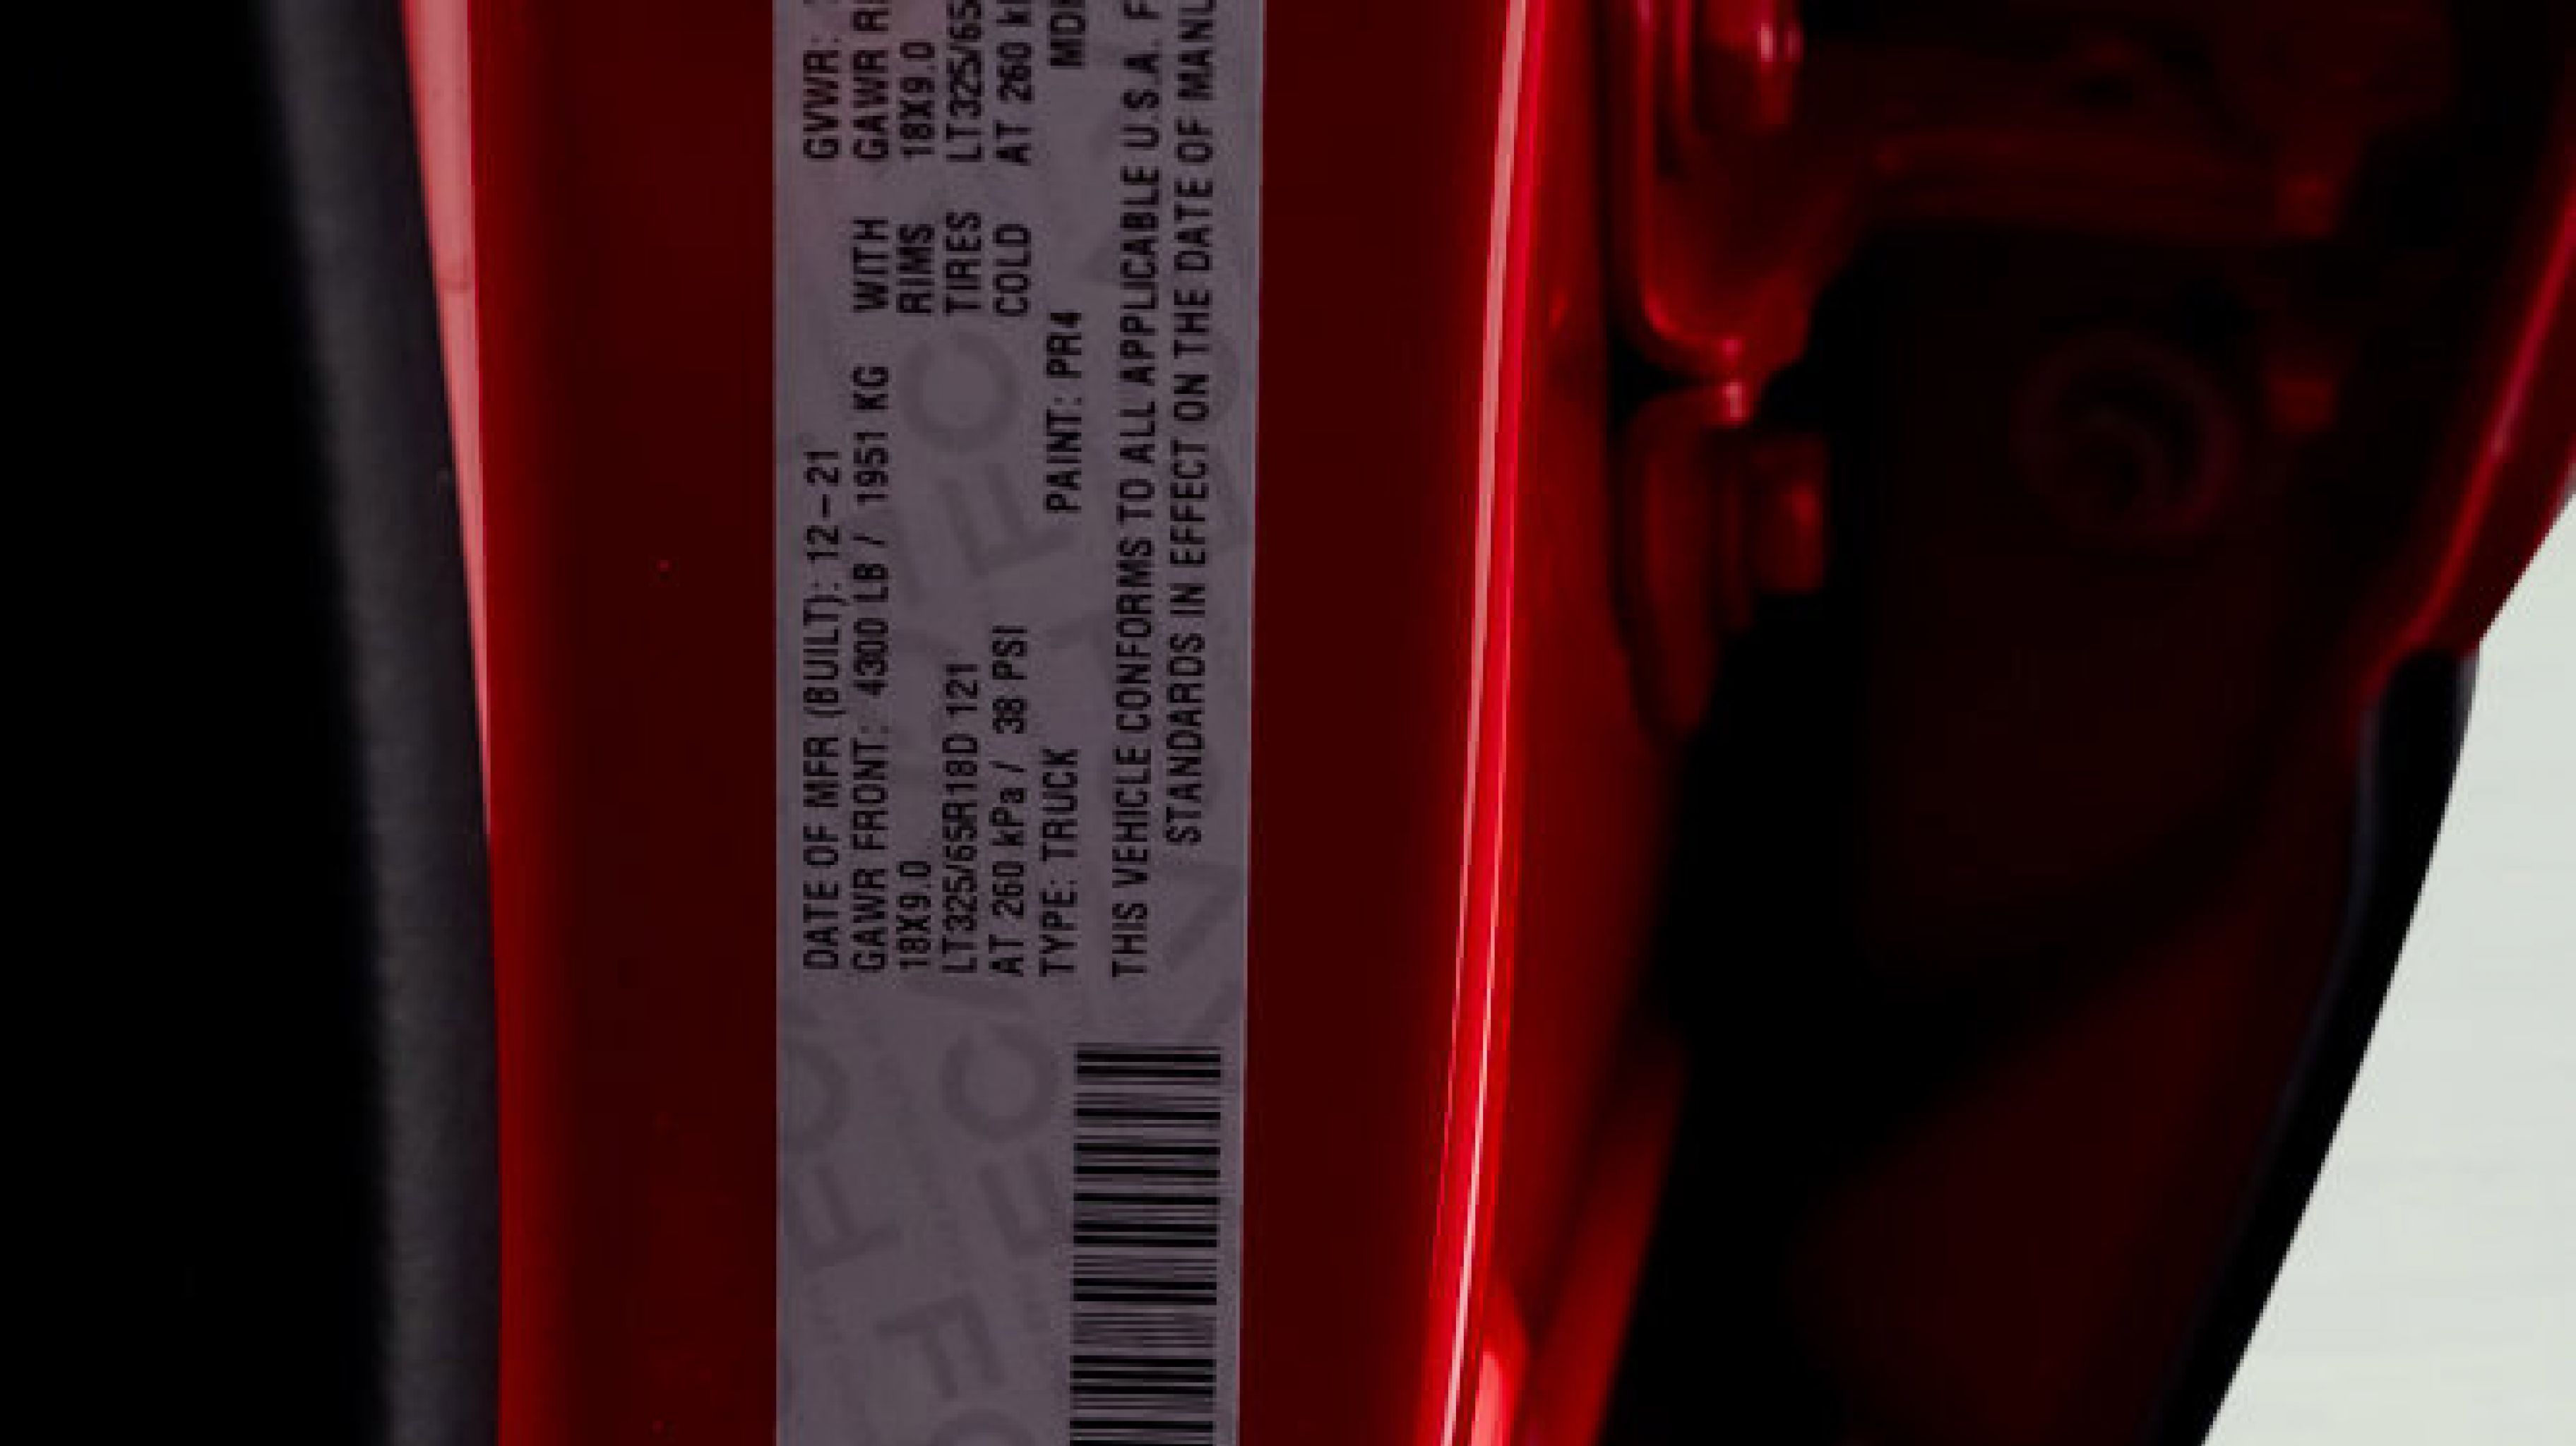 DATE OF MFR (BUILT): 12-21 GVWR:
GAWR FRONT: 4300 LB / 1951 KG WITH GAWR
18X9.0 RIMS 18X9.0
LT325/65R18D 121 TIRES LT325/65
AT 260 kPa / 38 PSI COLD AT 260
TYPE: TRUCK PAINT: PR4
THIS VEHICLE CONFORMS TO ALL APPLICABLE U.S.A.
STANDARDS IN EFFECT ON THE DATE OF